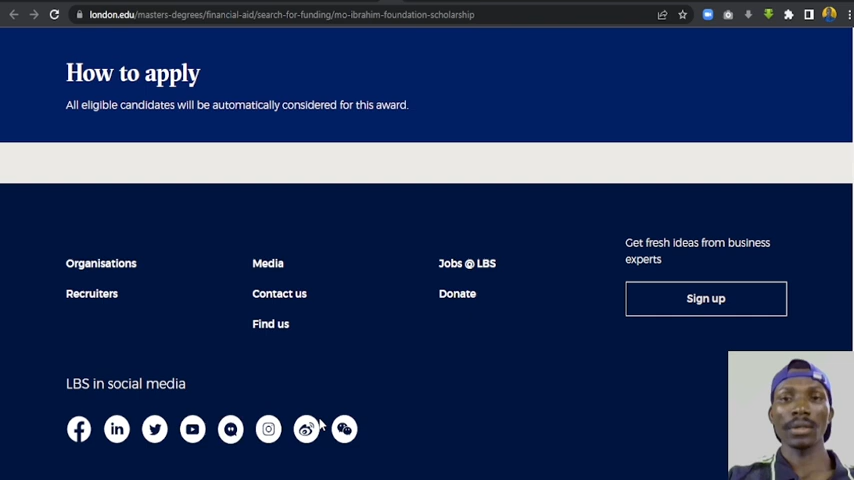 london.edu/masters-degrees/financial-aid/search-for-funding/mo-ibrahim-foundation-scholarship
How to apply
All eligible candidates will be automatically considered for this award.
Get fresh ideas from business
experts
Organisations
Media
Jobs @ LBS
Recruiters
Contact us
Donate
Sign up
Find us
LBS in social media